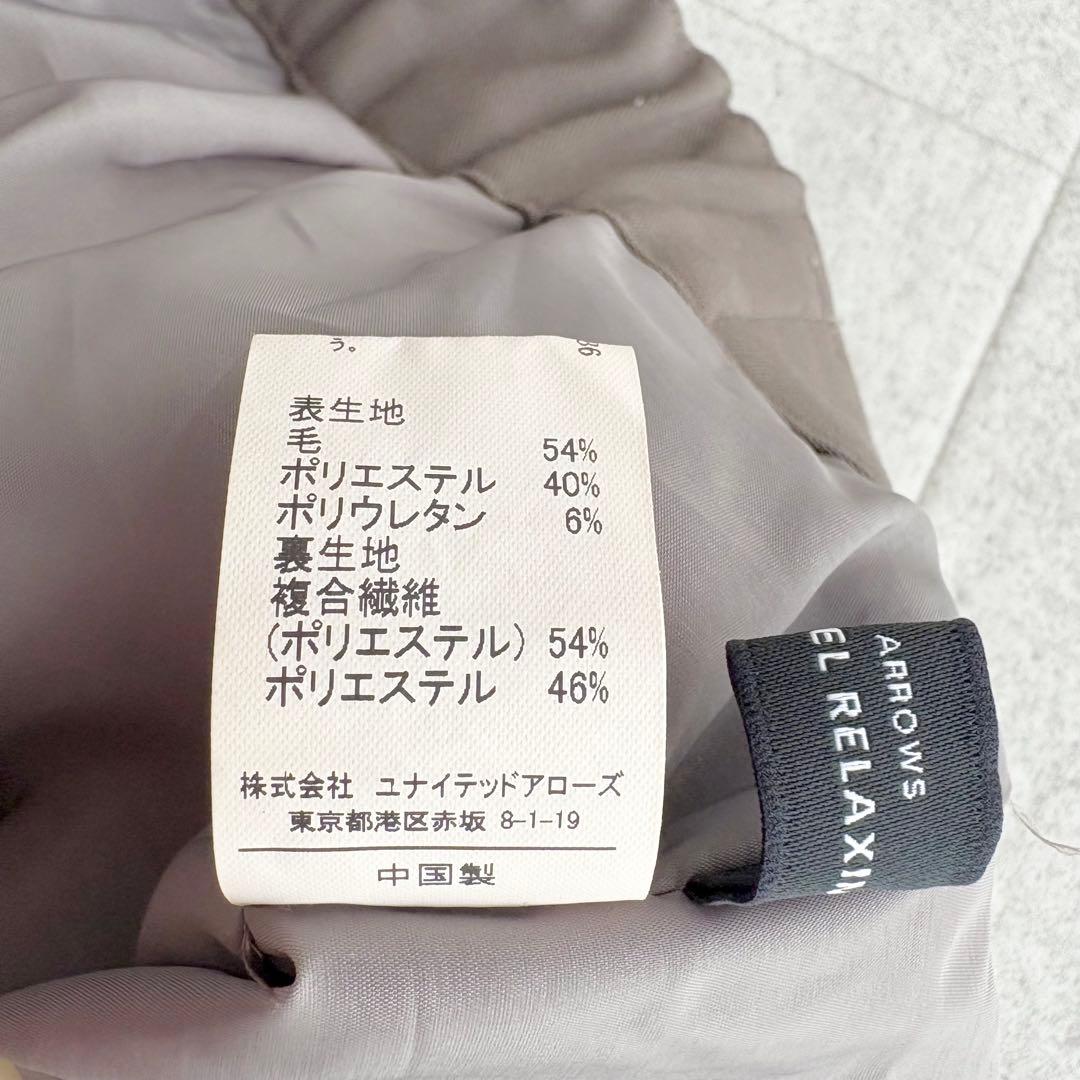 う。
36
表生地
毛 54%
ポリエステル 40%
ポリウレタン 6%
裏生地
複合繊維
(ポリエステル) 54%
ポリエステル 46%
株式会社 ユナイテッドアローズ
東京都港区赤坂 8-1-19
中国製
ARROWS
EL RELAXI